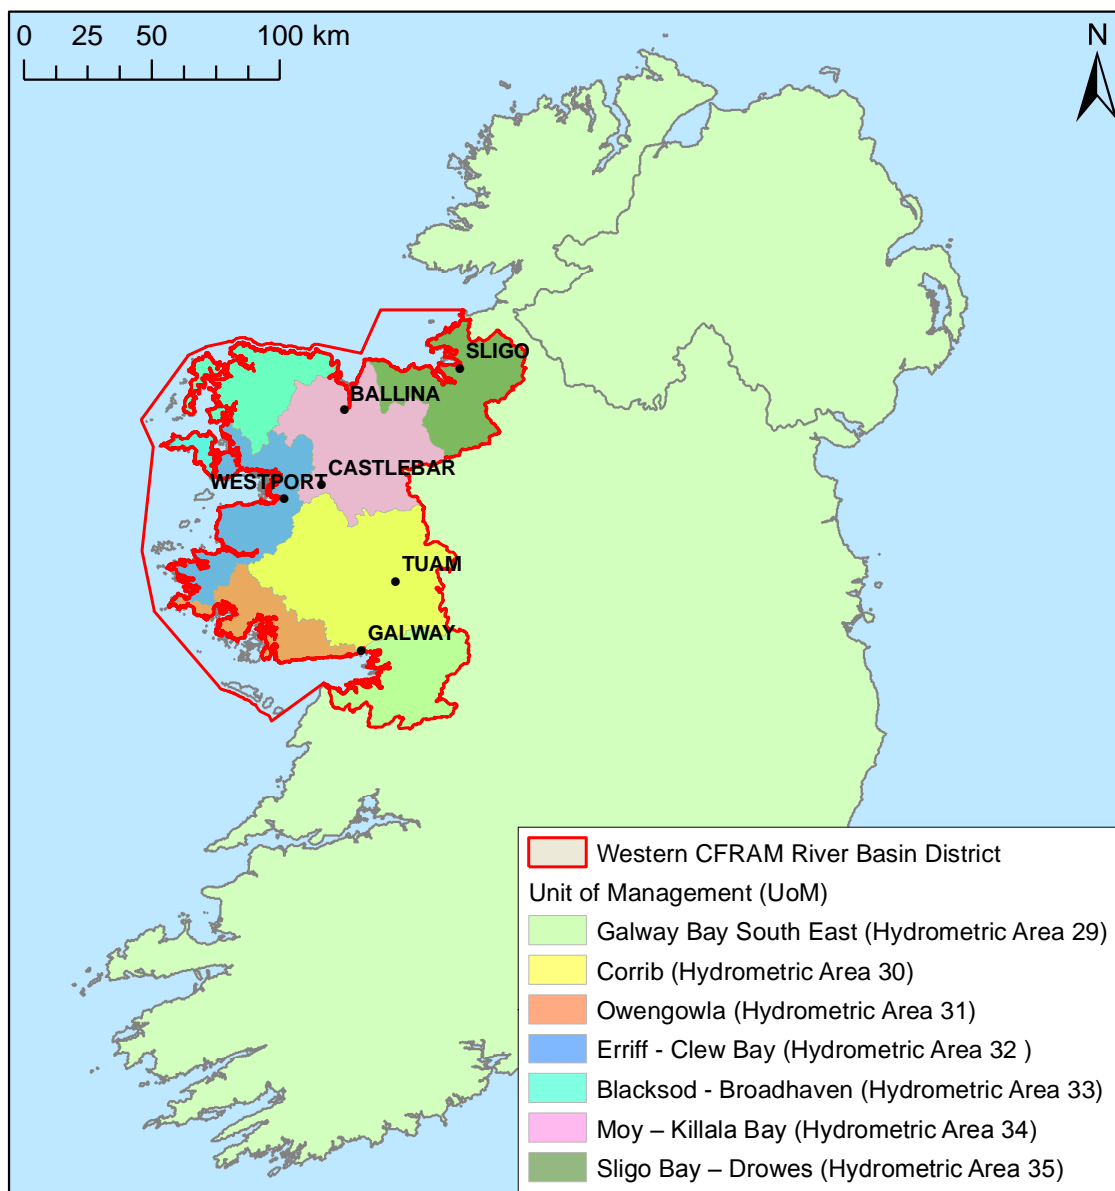 0 25 50 100 km
N
SLIGO
BALLINA
CASTLEBAR
WESTPORT
TUAM
GALWAY
Western CFRAM River Basin District
Unit of Management (UoM)
Galway Bay South East (Hydrometric Area 29)
Corrib (Hydrometric Area 30)
Owengowla (Hydrometric Area 31)
Erriff - Clew Bay (Hydrometric Area 32 )
Blacksod - Broadhaven (Hydrometric Area 33)
Moy – Killala Bay (Hydrometric Area 34)
Sligo Bay – Drowes (Hydrometric Area 35)